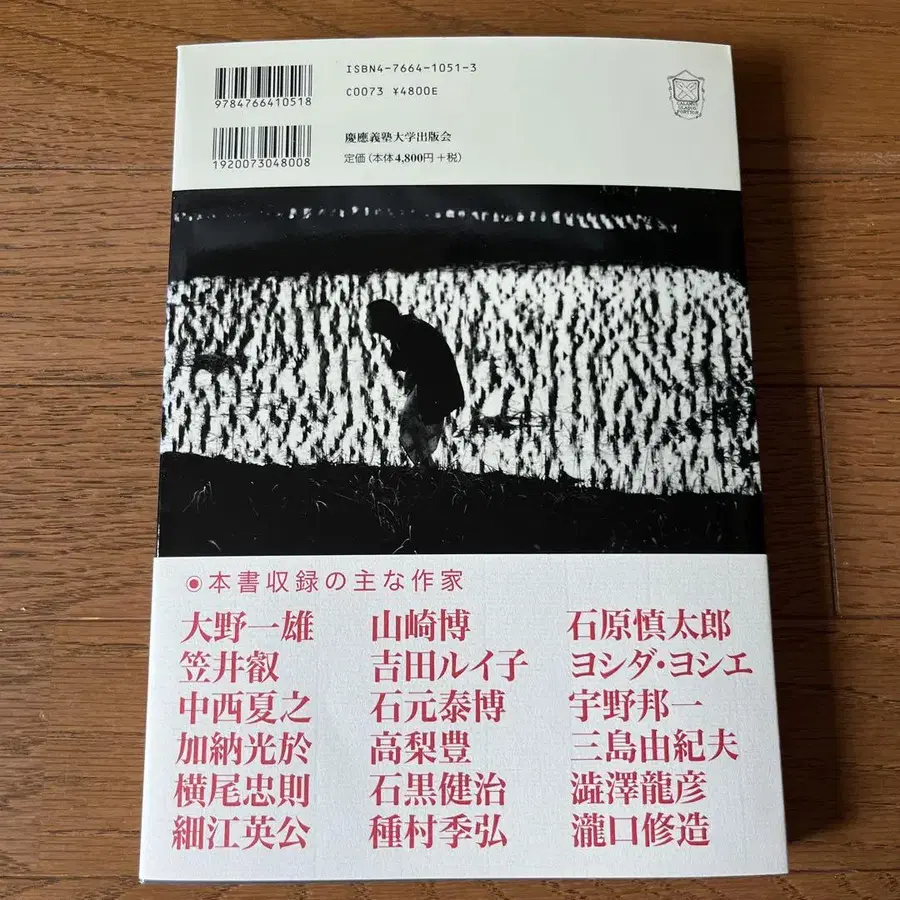 ISBN4-7664-1051-3
9784766410518
C0073 ¥4800E
慶應義塾大学出版会
1920073048008
定価(本体4,800円+税)
CALAMVS
GLADIO
FORTIOR
◉本書収録の主な作家
大野一雄 山崎博 石原慎太郎
笠井叡 吉田ルイ子 ヨシダ・ヨシエ
中西夏之 石元泰博 宇野邦一
加納光於 高梨豊 三島由紀夫
横尾忠則 石黒健治 澁澤龍彦
細江英公 種村季弘 瀧口修造